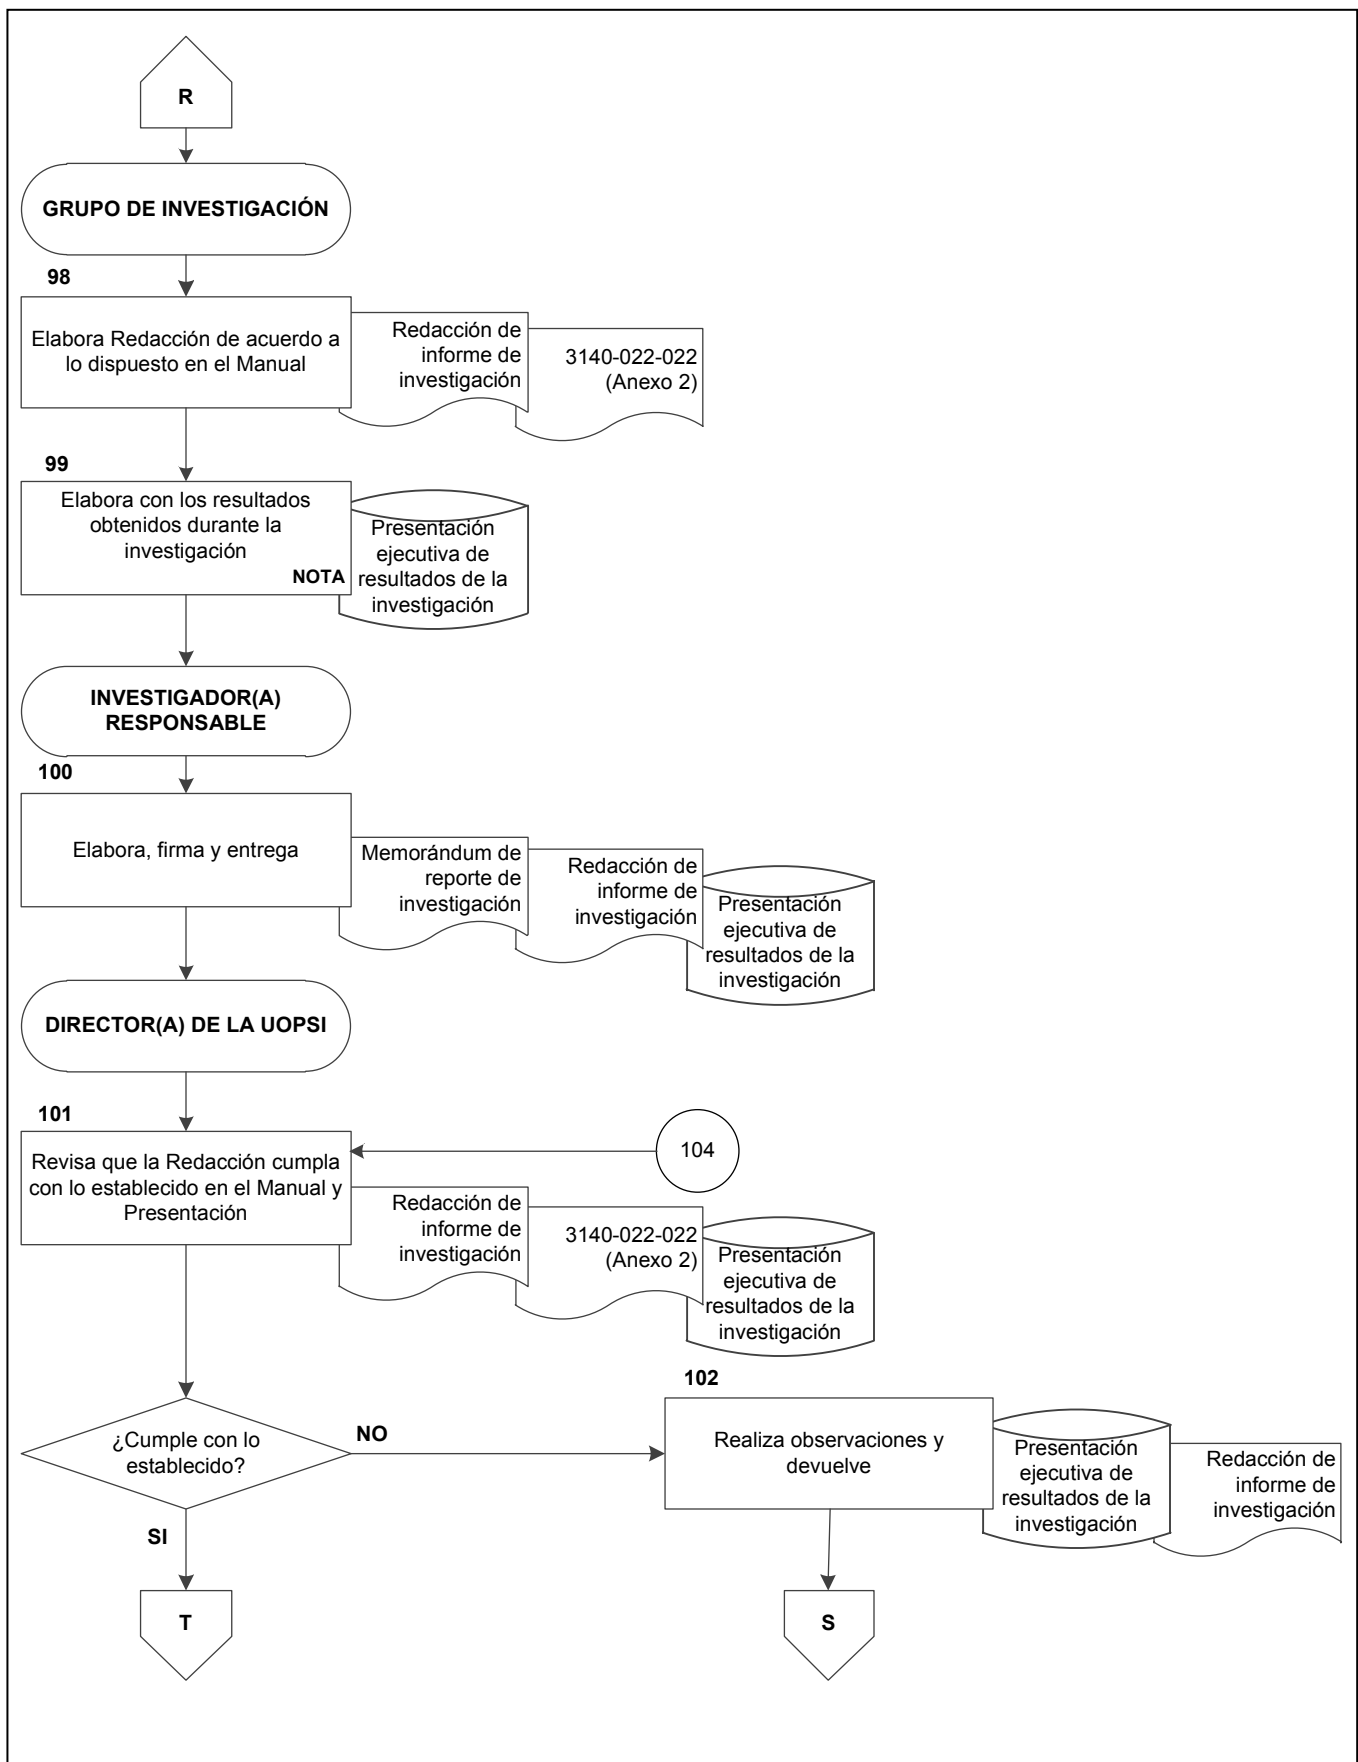 R
GRUPO DE INVESTIGACIÓN
98
Elabora Redacción de acuerdo a
lo dispuesto en el Manual
Redacción de
informe de
investigación
3140-022-022
(Anexo 2)
99
Elabora con los resultados
obtenidos durante la
investigación
NOTA
Presentación
ejecutiva de
resultados de la
investigación
INVESTIGADOR(A)
RESPONSABLE
100
Elabora, firma y entrega
Memorándum de
reporte de
investigación
Redacción de
informe de
investigación
Presentación
ejecutiva de
resultados de la
investigación
DIRECTOR(A) DE LA UOPSI
101
Revisa que la Redacción cumpla
con lo establecido en el Manual y
Presentación
104
Redacción de
informe de
investigación
3140-022-022
(Anexo 2)
Presentación
ejecutiva de
resultados de la
investigación
¿Cumple con lo
establecido?
NO
102
Realiza observaciones y
devuelve
Presentación
ejecutiva de
resultados de la
investigación
Redacción de
informe de
investigación
SI
T
S